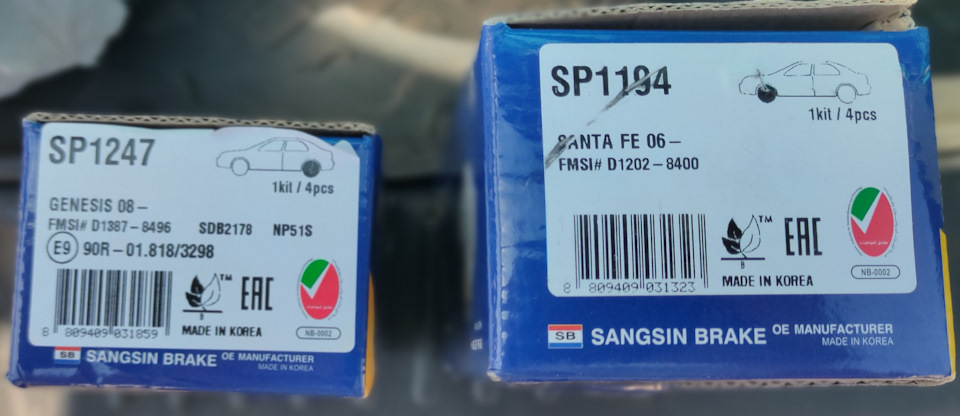 SP1247
1kit / 4pcs
GENESIS 08 –
FMSI# D1387 – 8496 SDB2178 NP51S
E9 90R – 01.818/3298
TM
B
EAC
8 809409 031859
MADE IN KOREA
NB-0002
SB SANGSIN BRAKE OE MANUFACTURER
MADE IN KOREA
SP1194
1kit / 4pcs
SANTA FE 06 –
FMSI# D1202 – 8400
TM
B
EAC
8 809409 031323
MADE IN KOREA
NB-0002
SB SANGSIN BRAKE OE MANUFACTURER
MADE IN KOREA